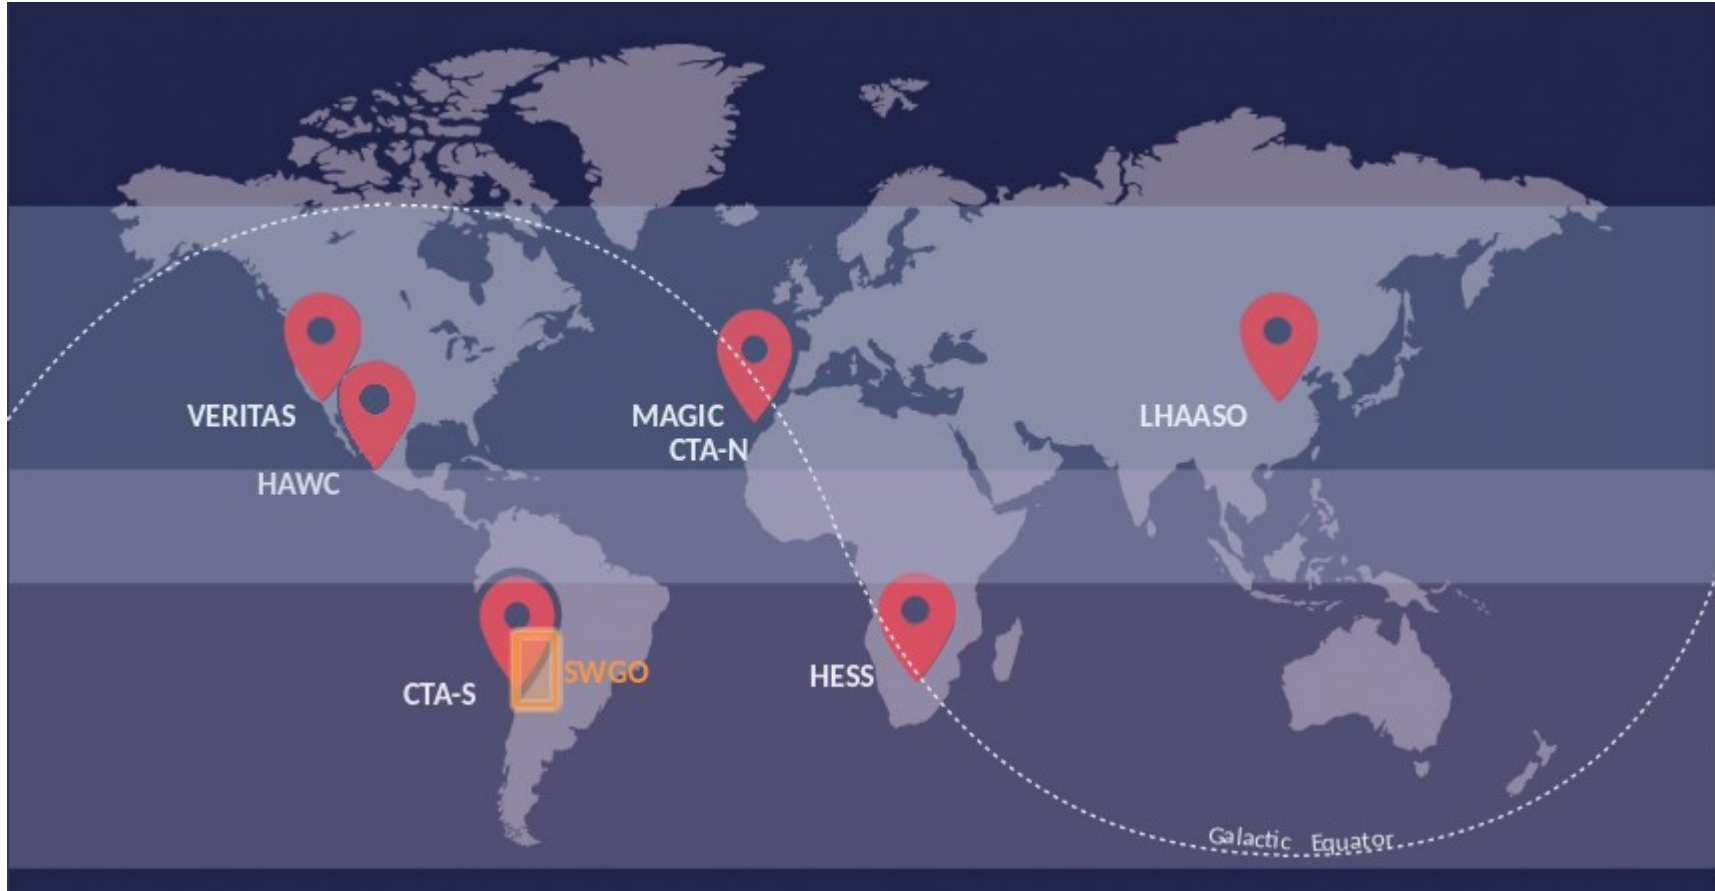 VERITAS
MAGIC
LHAASO
CTA-N
HAWC
SWGO
HESS
CTA-S
Galactic Equator